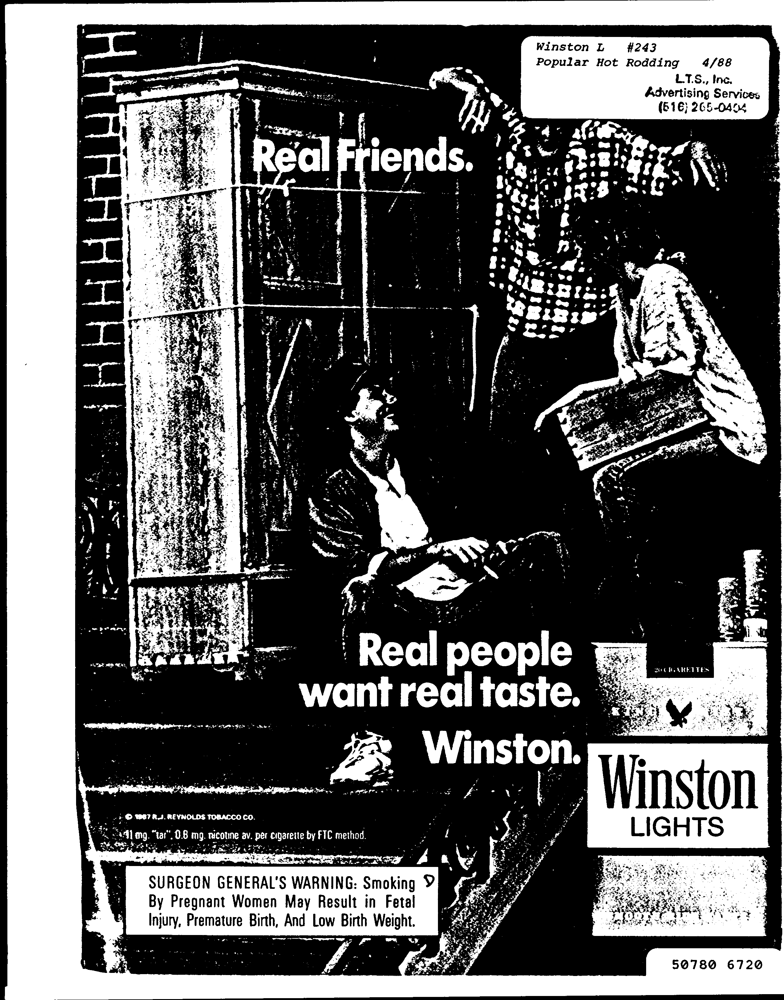 Winston L #243
Popular Hot Rodding 4/88
L.T.S., Inc.
Advertising Services
(516) 265-0404
Real Friends.
Real people
want real taste.
Winston.
20 CIGARETTES
Winston
LIGHTS
© 1987 R.J. REYNOLDS TOBACCO CO.
11 mg. "tar", 0.8 mg. nicotine av. per cigarette by FTC method.
SURGEON GENERAL'S WARNING: Smoking
By Pregnant Women May Result in Fetal
Injury, Premature Birth, And Low Birth Weight.
50780 6720